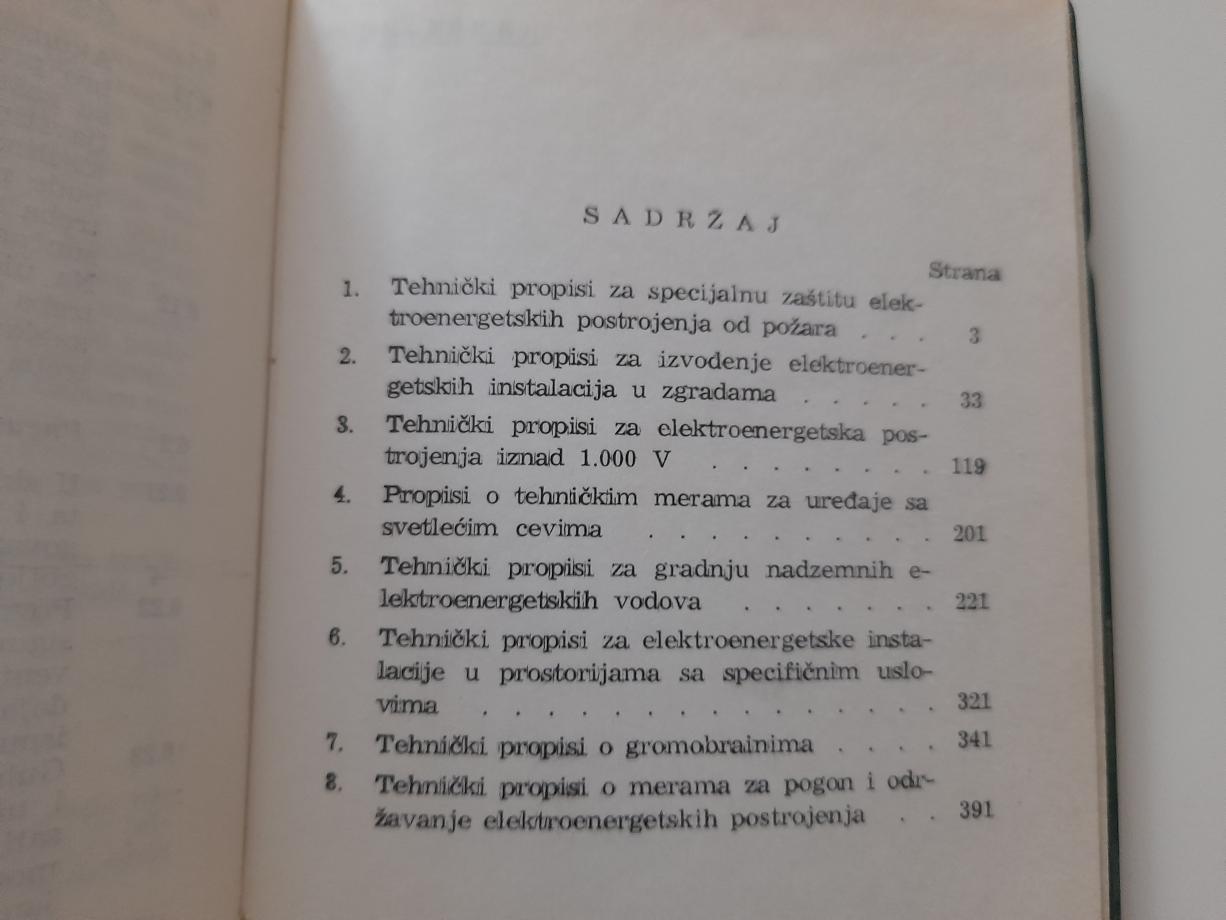 SADRŽAJ
Strana
1. Tehnički propisi za specijalnu zaštitu elek-
troenergetskih postrojenja od požara . . . 3
2. Tehnički propisi za izvođenje elektroener-
getskih instalacija u zgradama . . . . . 33
3. Tehnički propisi za elektroenergetska pos-
trojenja iznad 1.000 V . . . . . . . . 119
4. Propisi o tehničkim merama za uređaje sa
svetlećim cevima . . . . . . . . . . 201
5. Tehnički propisi za gradnju nadzemnih e-
lektroenergetskih vodova . . . . . . . 221
6. Tehnički propisi za elektroenergetske insta-
lacije u prostorijama sa specifičnim uslo-
vima . . . . . . . . . . . . . . . 321
7. Tehnički propisi o gromobrainima . . . . 341
8. Tehnički propisi o merama za pogon i odr-
žavanje elektroenergetskih postrojenja . . 391